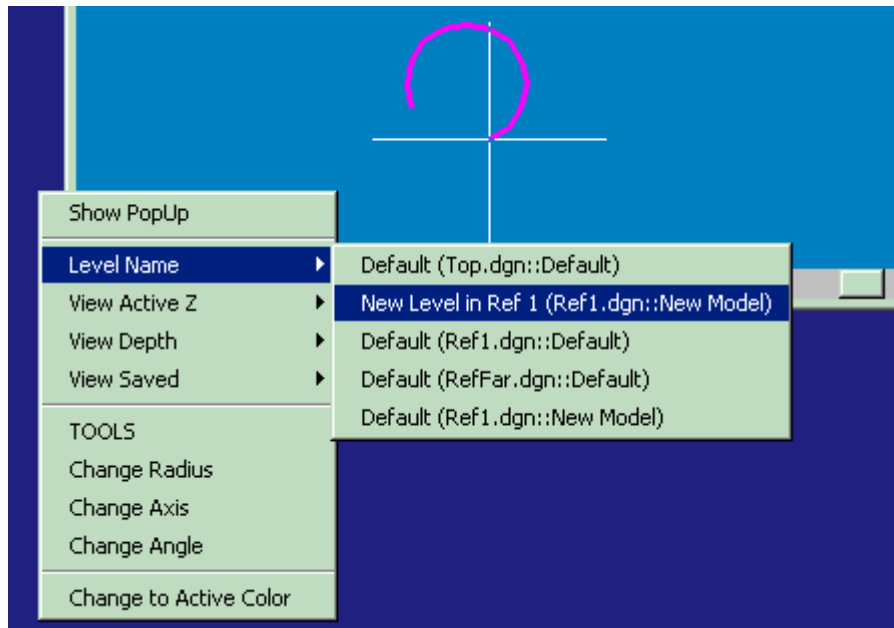 Show PopUp
Level Name
View Active Z
View Depth
View Saved
TOOLS
Change Radius
Change Axis
Change Angle
Change to Active Color
Default (Top.dgn::Default)
New Level in Ref 1 (Ref1.dgn::New Model)
Default (Ref1.dgn::Default)
Default (RefFar.dgn::Default)
Default (Ref1.dgn::New Model)